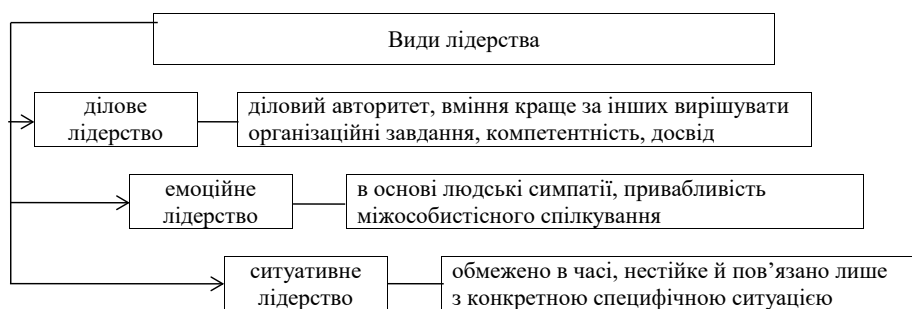 Види лідерства
ділове
лідерство
діловий авторитет, вміння краще за інших вирішувати
організаційні завдання, компетентність, досвід
емоційне
лідерство
в основі людські симпатії, привабливість
міжособистісного спілкування
ситуативне
лідерство
обмежено в часі, нестійке й пов’язано лише
з конкретною специфічною ситуацією